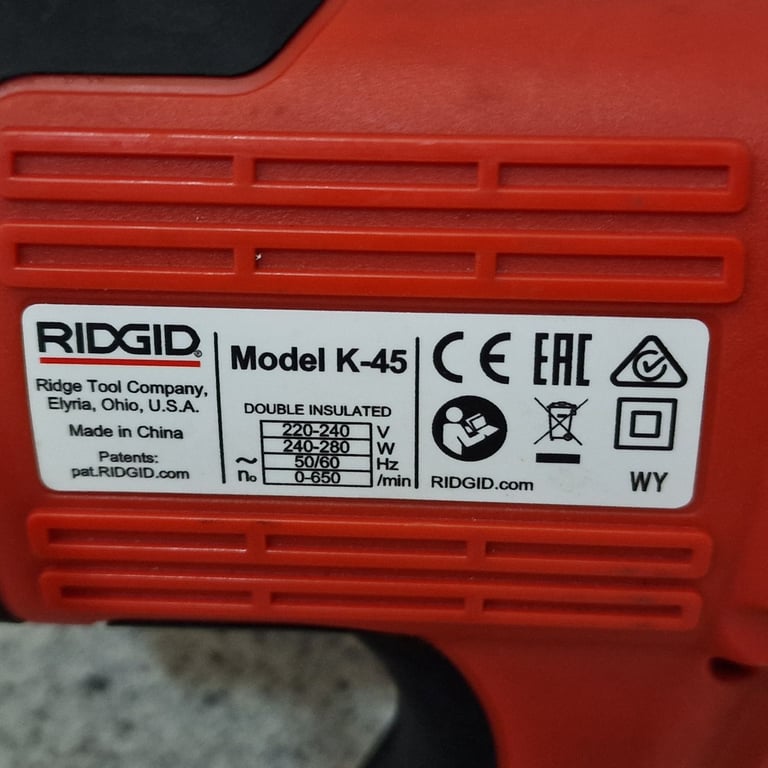 RIDGID®
Ridge Tool Company,
Elyria, Ohio, U.S.A.
Made in China
Patents:
pat.RIDGID.com
Model K-45
DOUBLE INSULATED
220-240 V
240-280 W
~ 50/60 Hz
n₀ 0-650 /min
CE EAC
RIDGID.com
WY